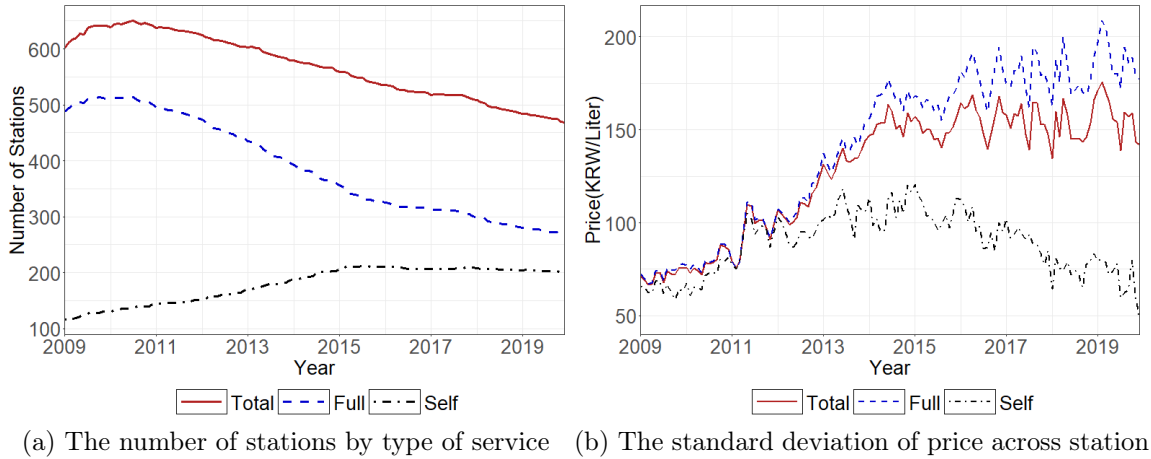 Number of Stations
600
500
400
300
200
100
2009
2011
2013
2015
2017
2019
Year
Total
Full
Self
(a) The number of stations by type of service
Price(KRW/Liter)
200
150
100
50
2009
2011
2013
2015
2017
2019
Year
Total
Full
Self
(b) The standard deviation of price across station